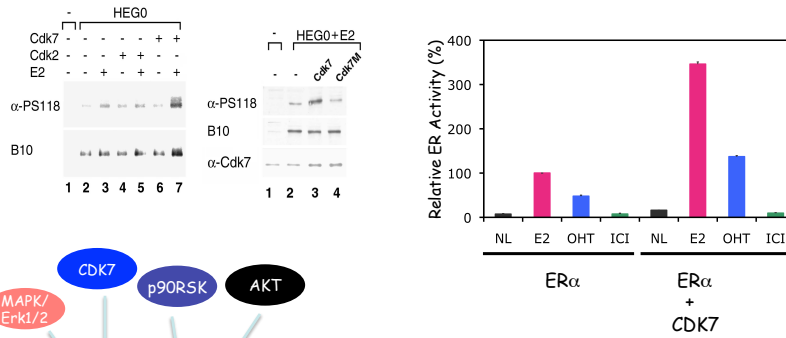 - HEG0
Cdk7 - - - - - + +
Cdk2 - - - + + - -
E2 - - + - + - +
α-PS118
B10
1 2 3 4 5 6 7
HEG0+E2
- - Cdk7 Cdk7M
α-PS118
B10
α-Cdk7
1 2 3 4
Relative ER Activity (%)
400
300
200
100
0
NL E2 OHT ICI NL E2 OHT ICI
ERα ERα
+
CDK7
MAPK/
Erk1/2
CDK7
p90RSK
AKT